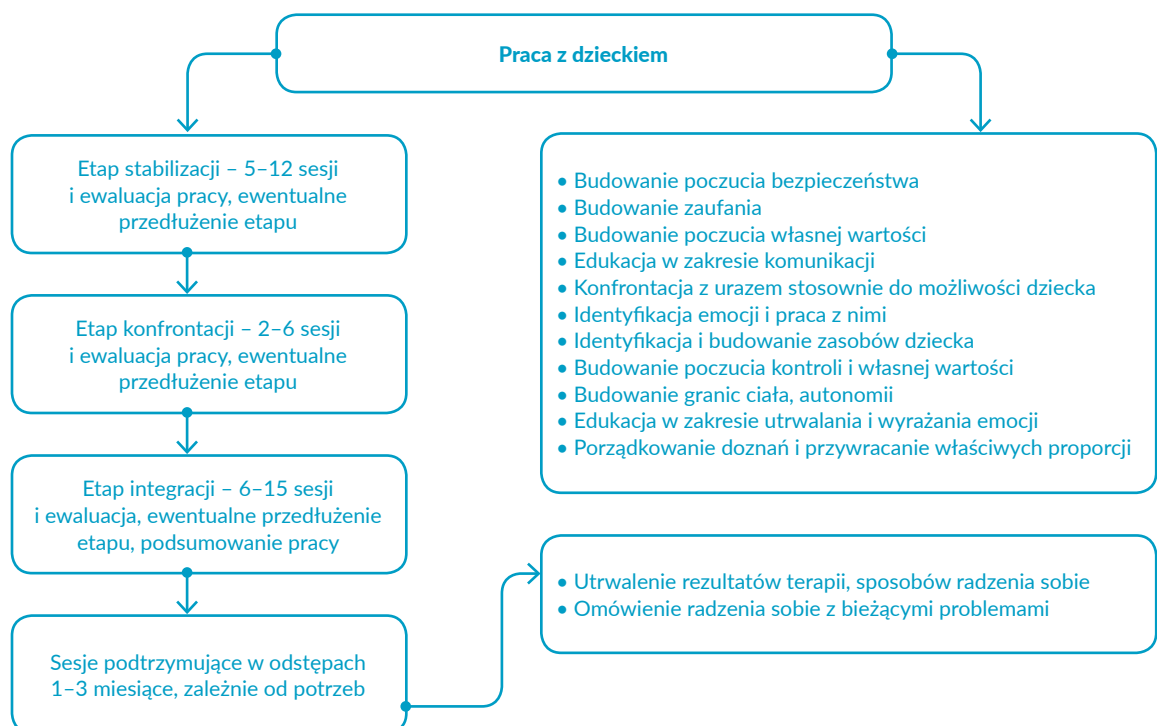 Praca z dzieckiem
Etap stabilizacji – 5–12 sesji
i ewaluacja pracy, ewentualne
przedłużenie etapu
Etap konfrontacji – 2–6 sesji
i ewaluacja pracy, ewentualne
przedłużenie etapu
Etap integracji – 6–15 sesji
i ewaluacja, ewentualne przedłużenie
etapu, podsumowanie pracy
Sesje podtrzymujące w odstępach
1–3 miesiące, zależnie od potrzeb
• Budowanie poczucia bezpieczeństwa
• Budowanie zaufania
• Budowanie poczucia własnej wartości
• Edukacja w zakresie komunikacji
• Konfrontacja z urazem stosownie do możliwości dziecka
• Identyfikacja emocji i praca z nimi
• Identyfikacja i budowanie zasobów dziecka
• Budowanie poczucia kontroli i własnej wartości
• Budowanie granic ciała, autonomii
• Edukacja w zakresie utrwalania i wyrażania emocji
• Porządkowanie doznań i przywracanie właściwych proporcji
• Utrwalenie rezultatów terapii, sposobów radzenia sobie
• Omówienie radzenia sobie z bieżącymi problemami